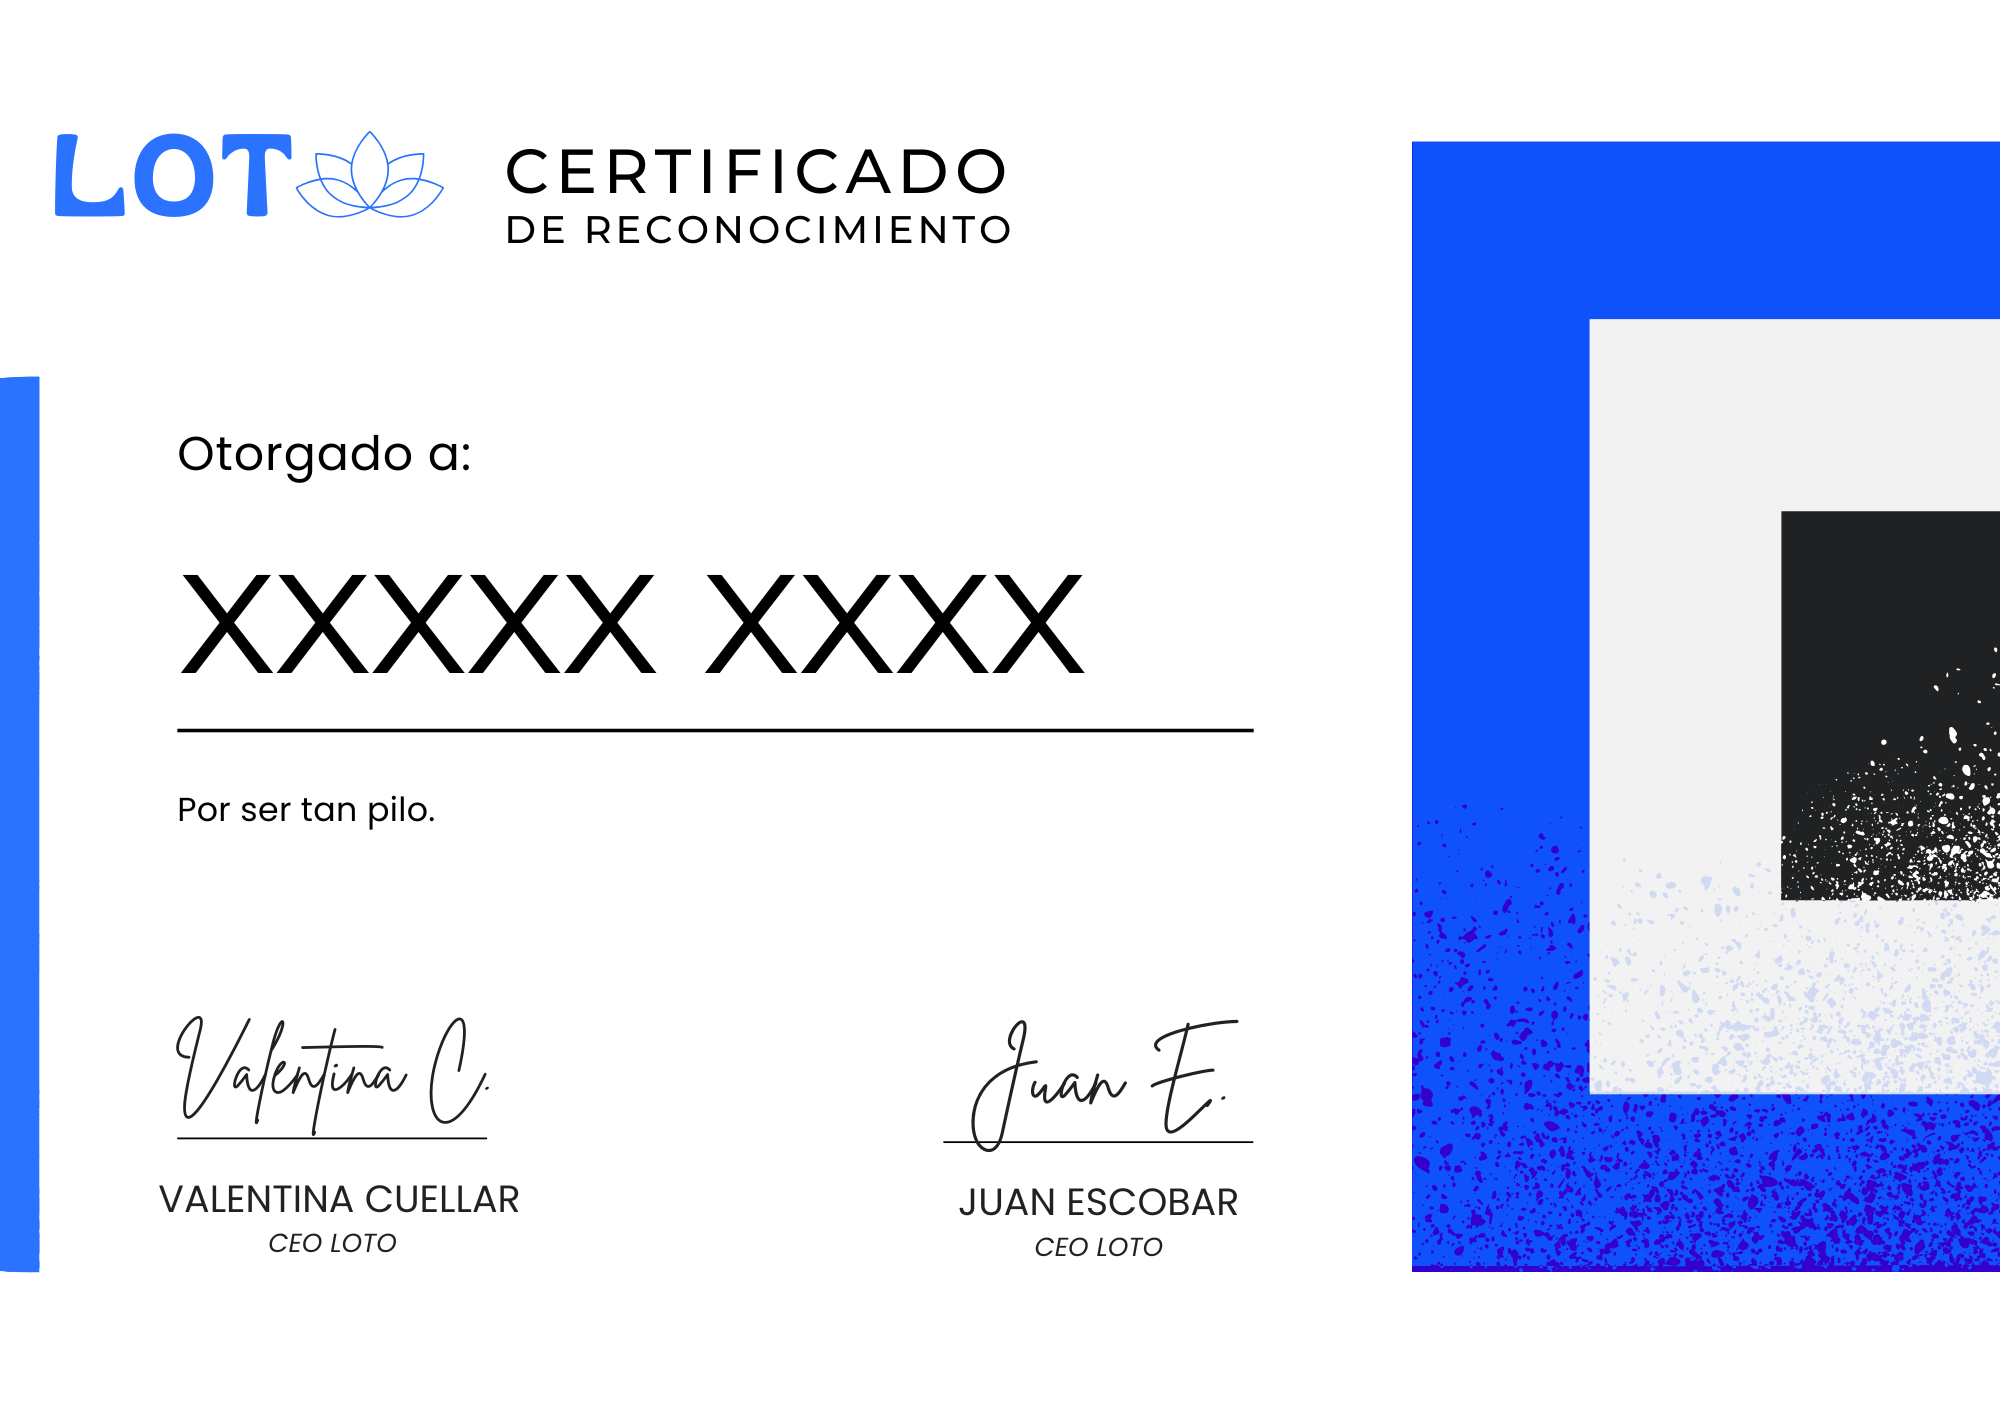 LOT
CERTIFICADO
DE RECONOCIMIENTO
Otorgado a:
XXXXX XXXX
Por ser tan pilo.
Valentina C.
Juan E.
VALENTINA CUELLAR
JUAN ESCOBAR
CEO LOTO
CEO LOTO